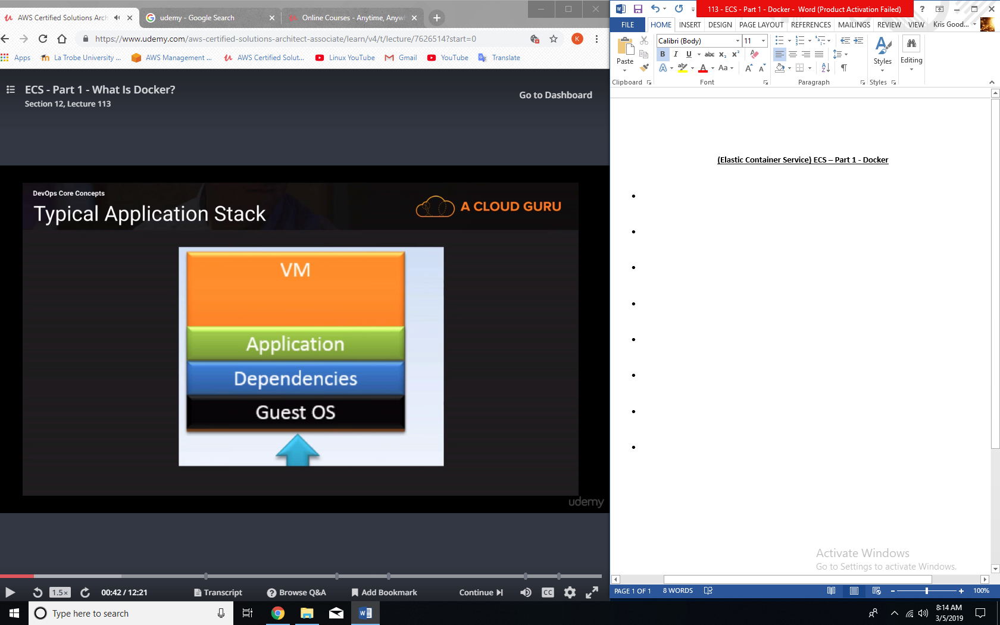 AWS Certified Solutions Arch
udemy - Google Search
Online Courses - Anytime, Anyw
https://www.udemy.com/aws-certified-solutions-architect-associate/learn/v4/t/lecture/7626514?start=0
K
Apps
La Trobe University ...
AWS Management ...
AWS Certified Solut...
Linux YouTube
Gmail
YouTube
Translate
ECS - Part 1 - What Is Docker?
Section 12, Lecture 113
Go to Dashboard
DevOps Core Concepts
Typical Application Stack
A CLOUD GURU
VM
Application
Dependencies
Guest OS
udemy
1.5×
00:42 / 12:21
Transcript
Browse Q&A
Add Bookmark
Continue
CC
113 - ECS - Part 1 - Docker - Word (Product Activation Failed)
FILE HOME INSERT DESIGN PAGE LAYOUT REFERENCES MAILINGS REVIEW VIEW Kris Good...
Calibri (Body) 11
Paste
Styles
Editing
Clipboard Font Paragraph Styles
(Elastic Container Service) ECS – Part 1 - Docker
Activate Windows
Go to Settings to activate Windows.
PAGE 1 OF 1 8 WORDS 100%
Type here to search
8:14 AM
3/5/2019